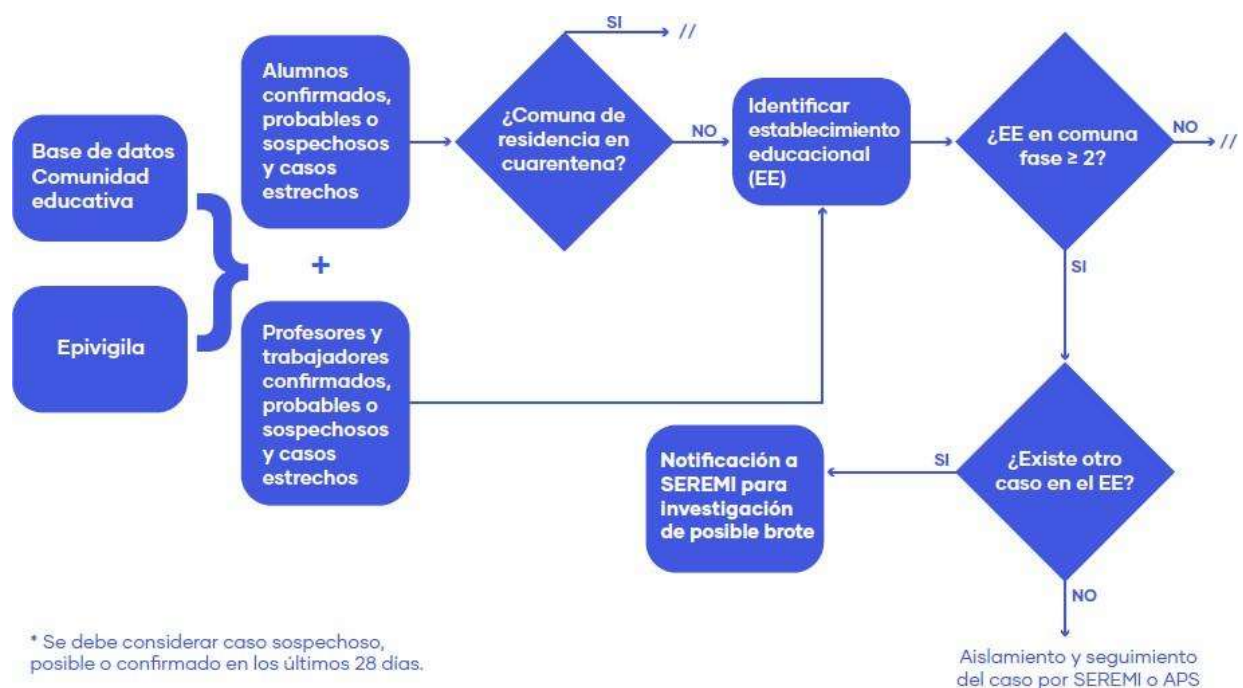 Base de datos
Comunidad
educativa
Epivigila
Alumnos
confirmados,
probables o
sospechosos
y casos
estrechos
+
Profesores y
trabajadores
confirmados,
probables o
sospechosos
y casos
estrechos
¿Comuna de
residencia en
cuarentena?
SI
//
NO
Identificar
establecimiento
educacional
(EE)
¿EE en comuna
fase ≥ 2?
NO
//
SI
¿Existe otro
caso en el EE?
SI
Notificación a
SEREMI para
investigación
de posible brote
NO
Aislamiento y seguimiento
del caso por SEREMI o APS
* Se debe considerar caso sospechoso,
posible o confirmado en los últimos 28 días.